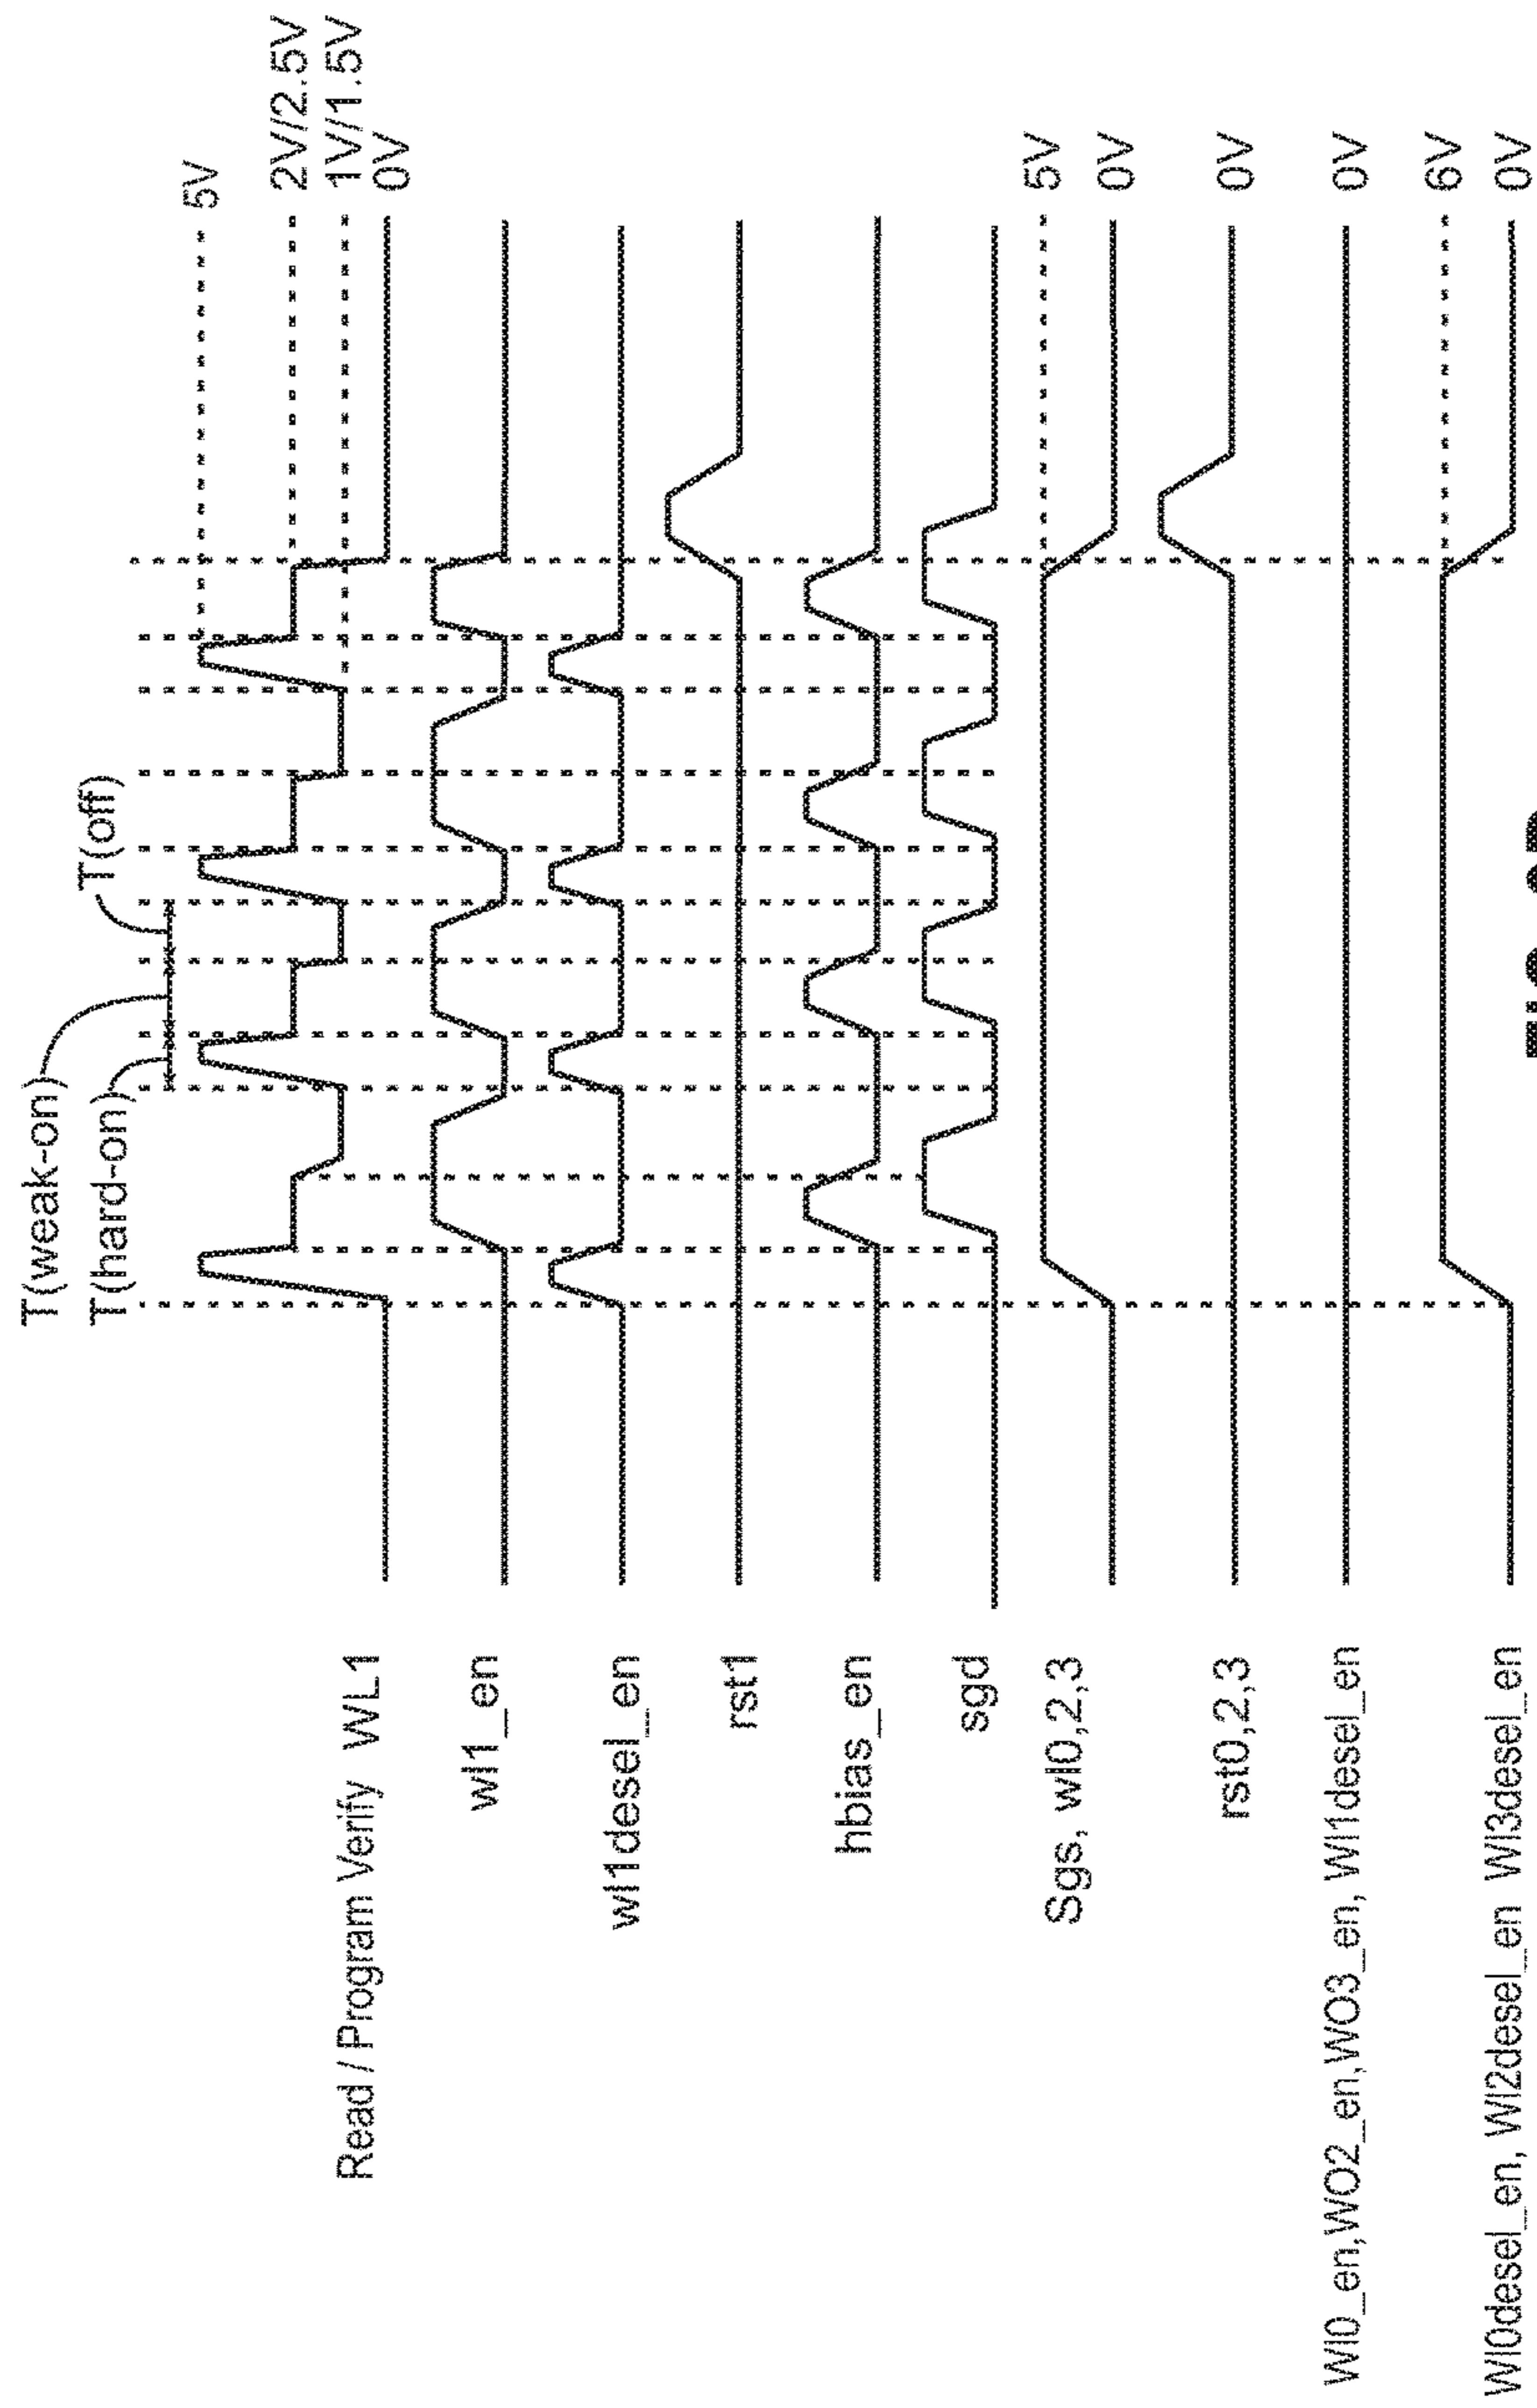 T(weak-on)
T(hard-on)
T(off)
5V
2V/2.5V
1V/1.5V
0V
Read / Program Verify WL1
wl1_en
wl1desel_en
rst1
hbias_en
sgd
5V
Sgs, wl0,2,3
0V
rst0,2,3
0V
Wl0_en,WO2_en,WO3_en, Wl1desel_en
0V
6V
Wl0desel_en, Wl2desel_en Wl3desel_en
0V